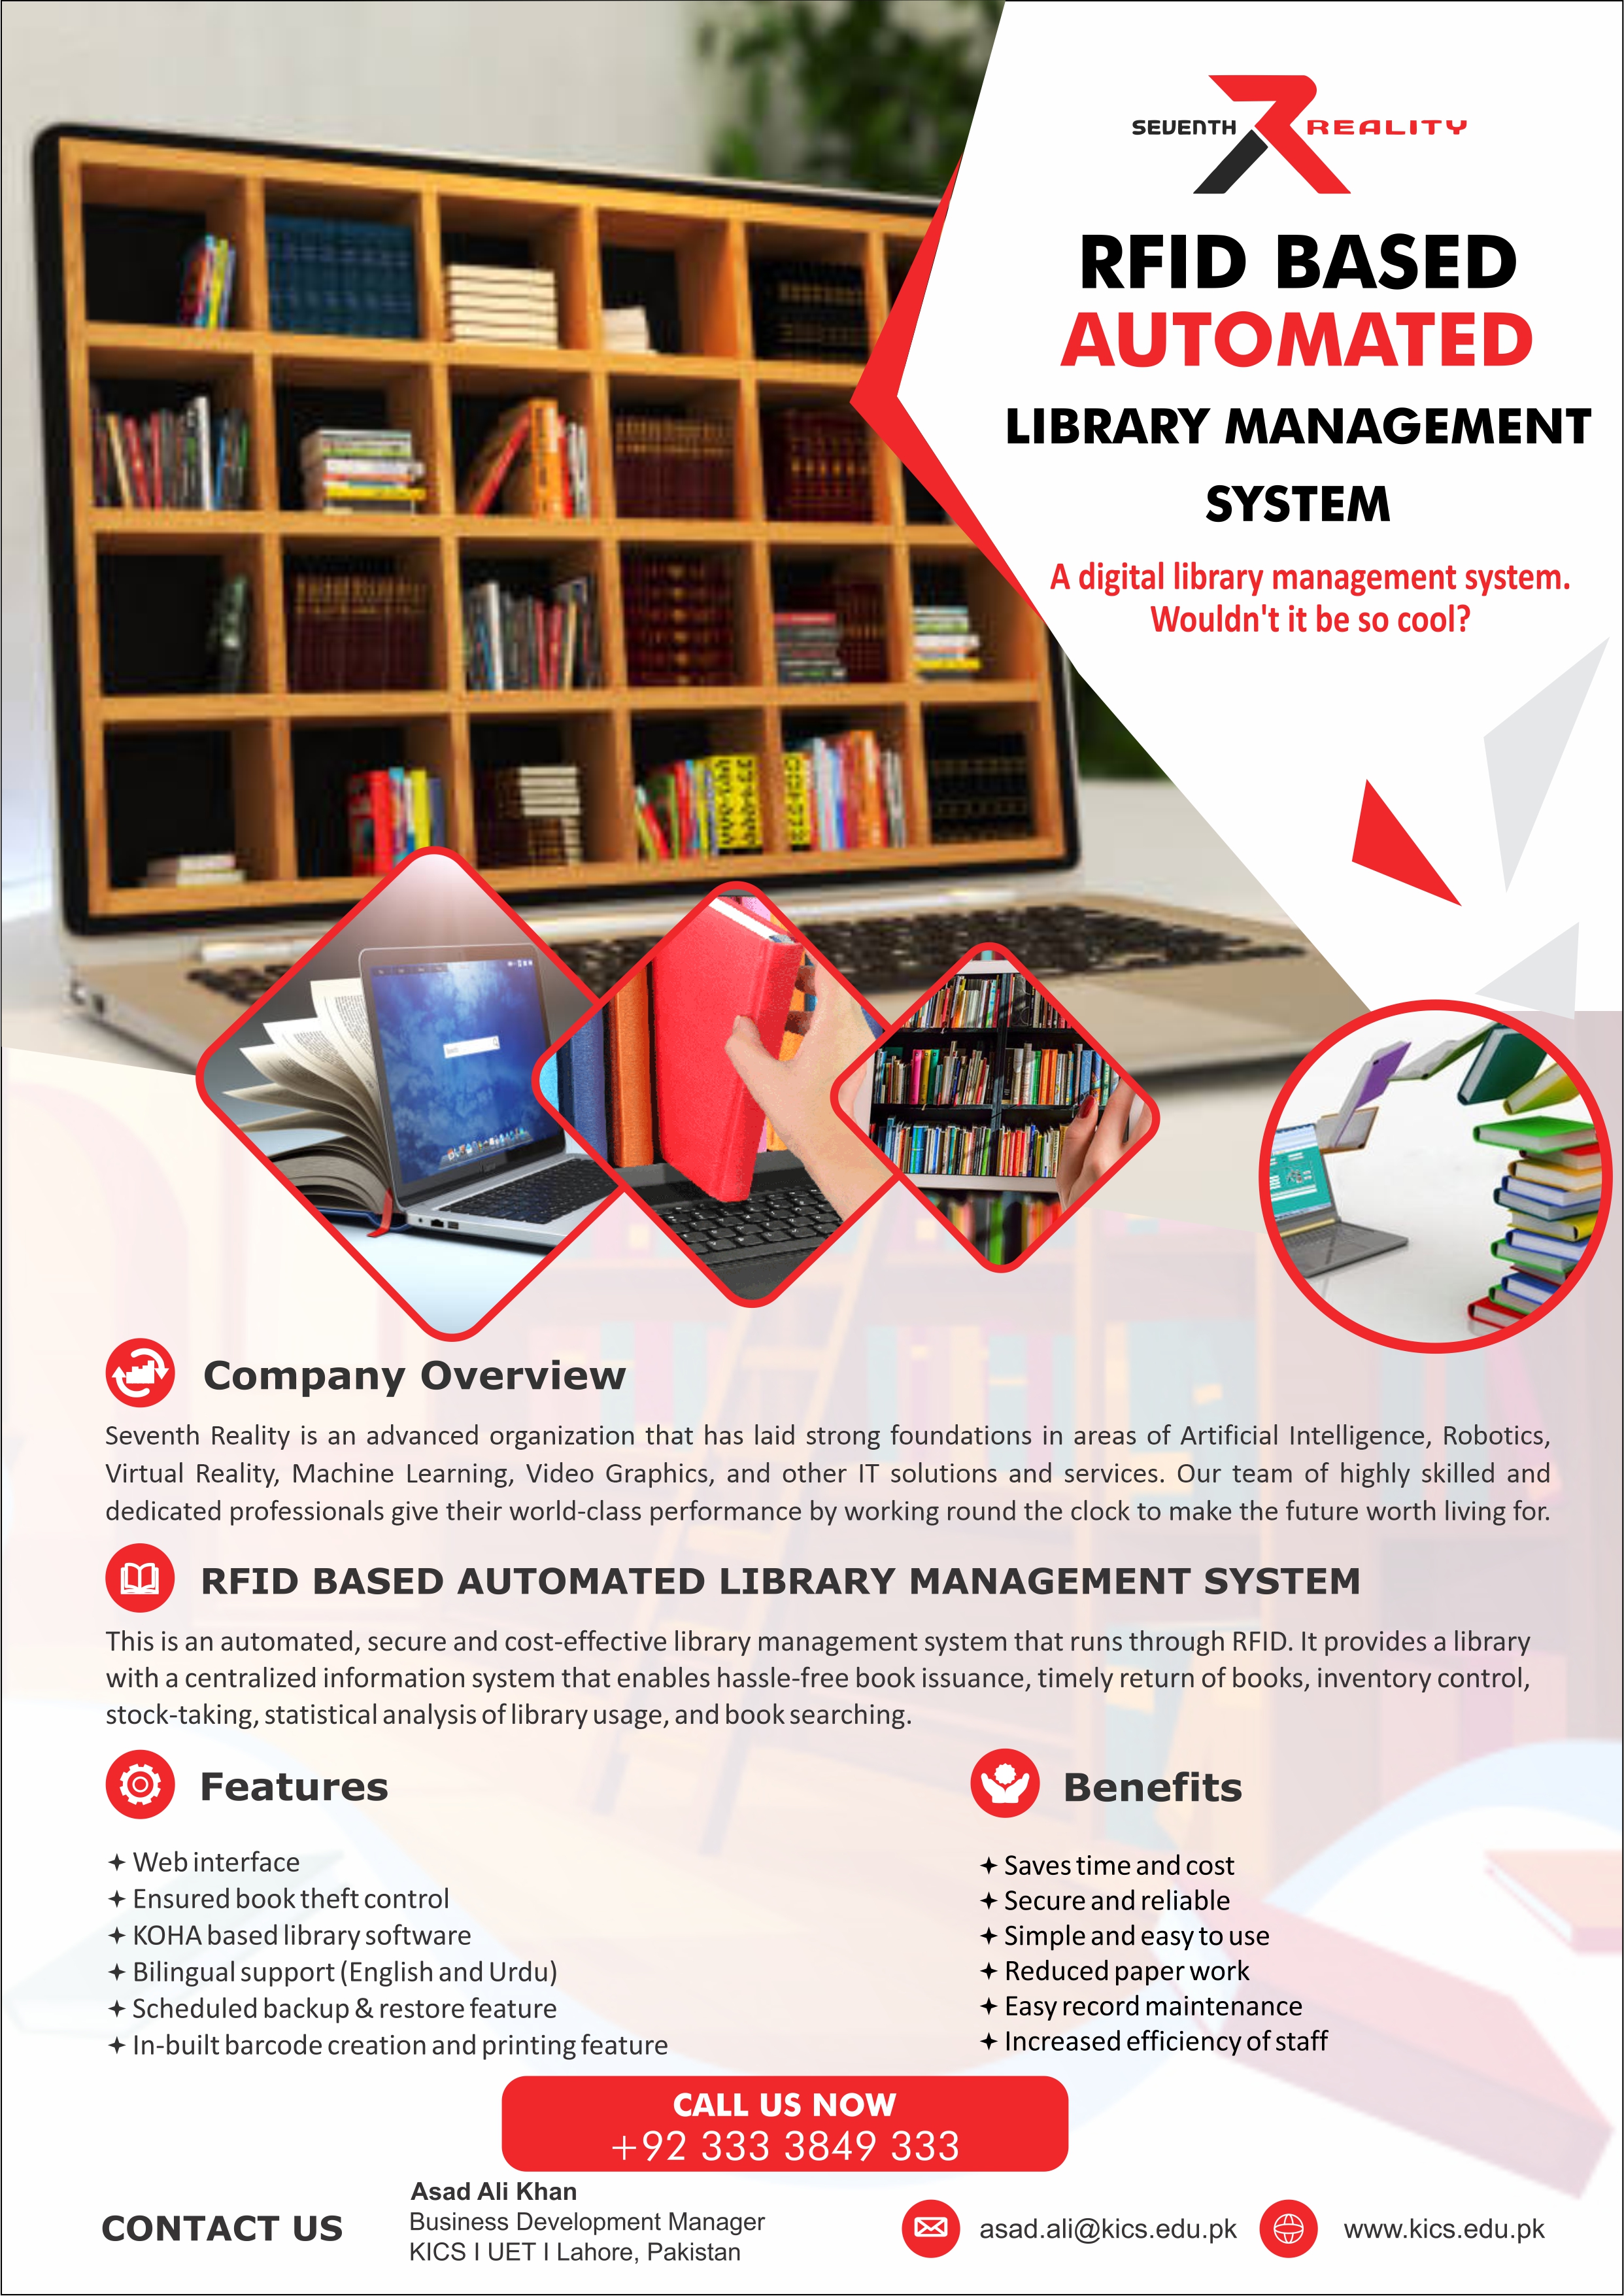 SEVENTH REALITY
RFID BASED
AUTOMATED
LIBRARY MANAGEMENT
SYSTEM
A digital library management system.
Wouldn't it be so cool?
Company Overview
Seventh Reality is an advanced organization that has laid strong foundations in areas of Artificial Intelligence, Robotics,
Virtual Reality, Machine Learning, Video Graphics, and other IT solutions and services. Our team of highly skilled and
dedicated professionals give their world-class performance by working round the clock to make the future worth living for.
RFID BASED AUTOMATED LIBRARY MANAGEMENT SYSTEM
This is an automated, secure and cost-effective library management system that runs through RFID. It provides a library
with a centralized information system that enables hassle-free book issuance, timely return of books, inventory control,
stock-taking, statistical analysis of library usage, and book searching.
Features
Web interface
Ensured book theft control
KOHA based library software
Bilingual support (English and Urdu)
Scheduled backup & restore feature
In-built barcode creation and printing feature
Benefits
Saves time and cost
Secure and reliable
Simple and easy to use
Reduced paper work
Easy record maintenance
Increased efficiency of staff
CALL US NOW
+92 333 3849 333
CONTACT US
Asad Ali Khan
Business Development Manager
KICS I UET I Lahore, Pakistan
asad.ali@kics.edu.pk
www.kics.edu.pk